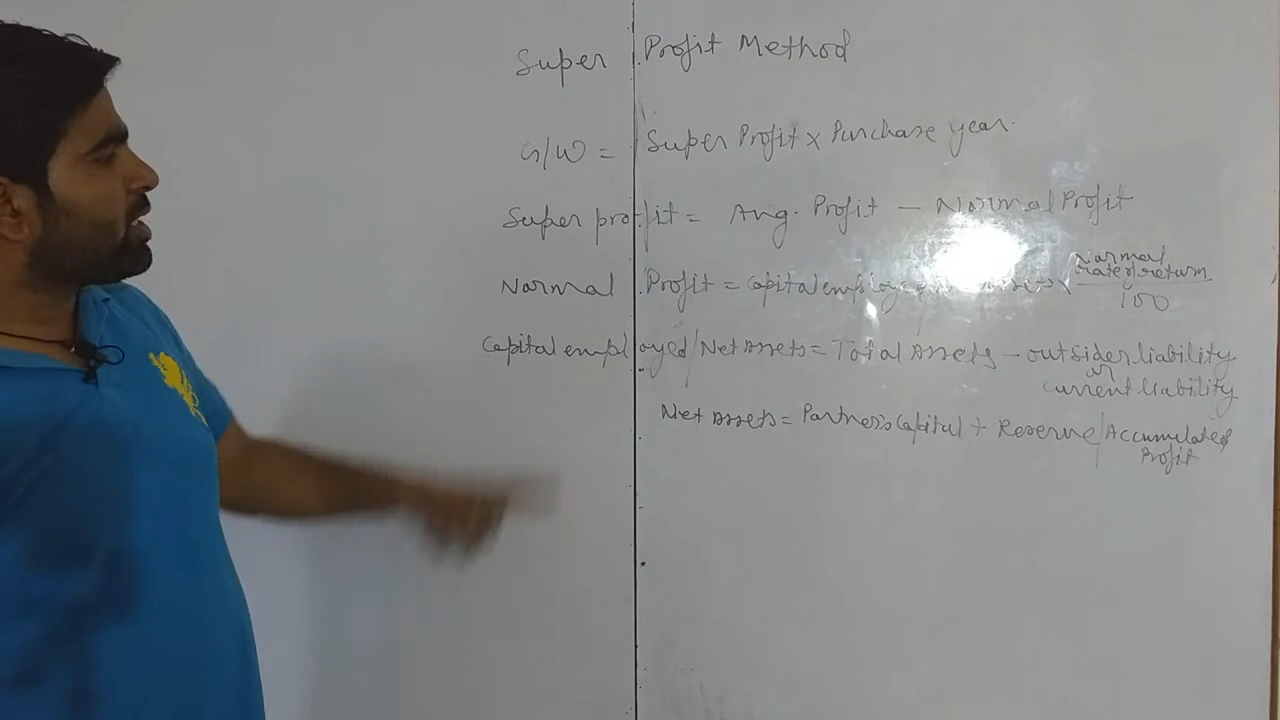 Super Profit Method
G/W = Super Profit x Purchase year.
Super profit = Avg. Profit - Normal Profit
Normal Profit = Capital employed x Normal rate of return / 100
Capital employed / Net Assets = Total Assets - outsider liability
or
current liability
Net Assets = Partner's Capital + Reserve / Accumulated
Profit